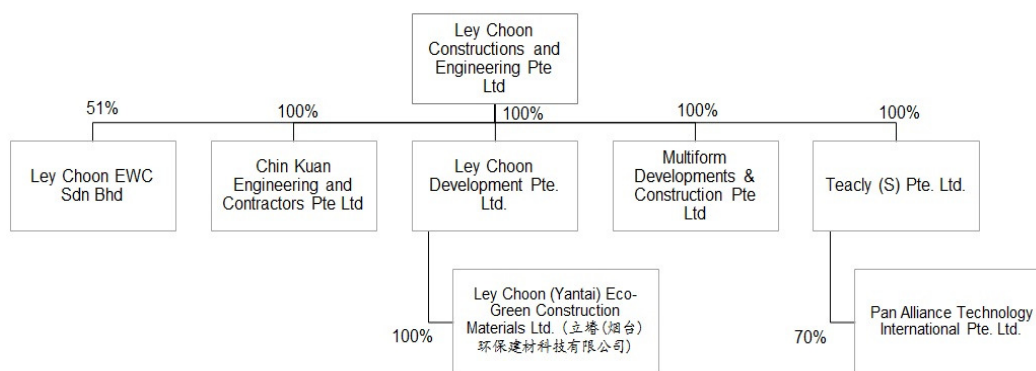 Ley Choon
Constructions and
Engineering Pte
Ltd
51%
100%
100%
100%
100%
Ley Choon EWC
Sdn Bhd
Chin Kuan
Engineering and
Contractors Pte Ltd
Ley Choon
Development Pte.
Ltd.
Multiform
Developments &
Construction Pte
Ltd
Teacly (S) Pte. Ltd.
100%
Ley Choon (Yantai) Eco-
Green Construction
Materials Ltd. (立塔(烟台)
环保建材科技有限公司)
70%
Pan Alliance Technology
International Pte. Ltd.